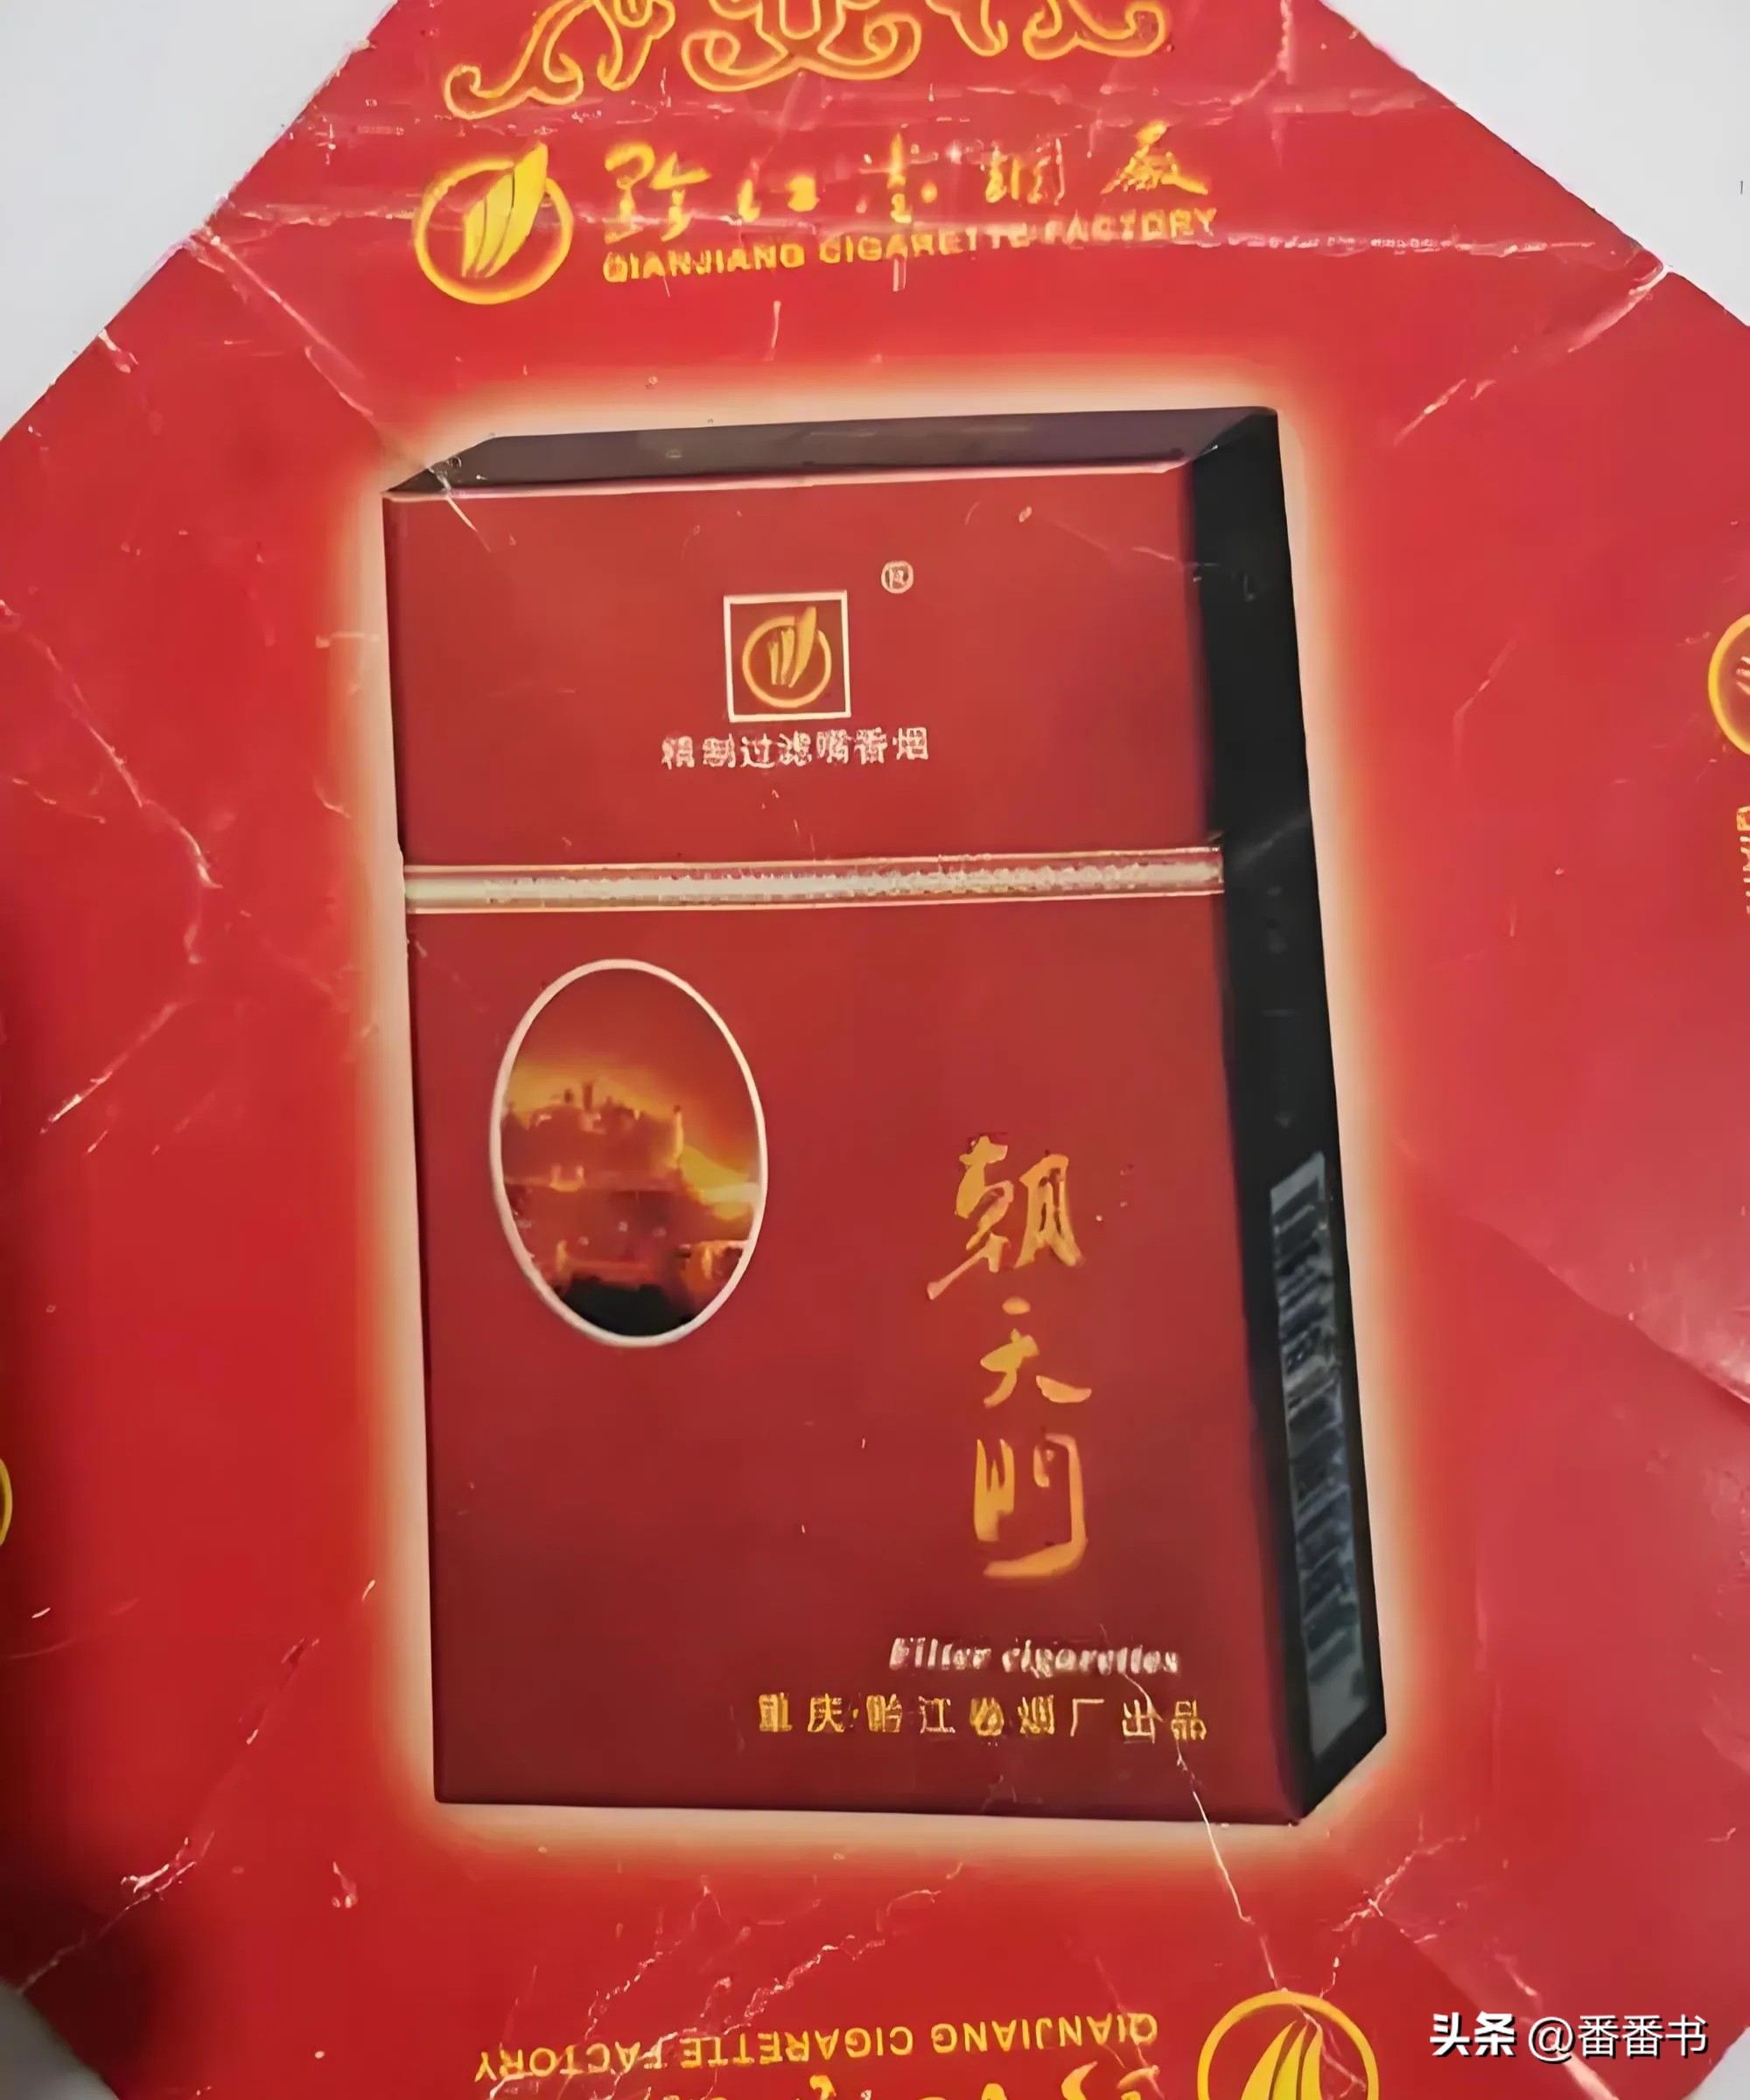 黔江卷烟厂
QIANJIANG CIGARETTE FACTORY
®
精制过滤嘴香烟
朝天門
Filter cigarettes
重庆·黔江卷烟厂出品
QIANJIANG CIGARETTE FACTORY
头条 @番番书